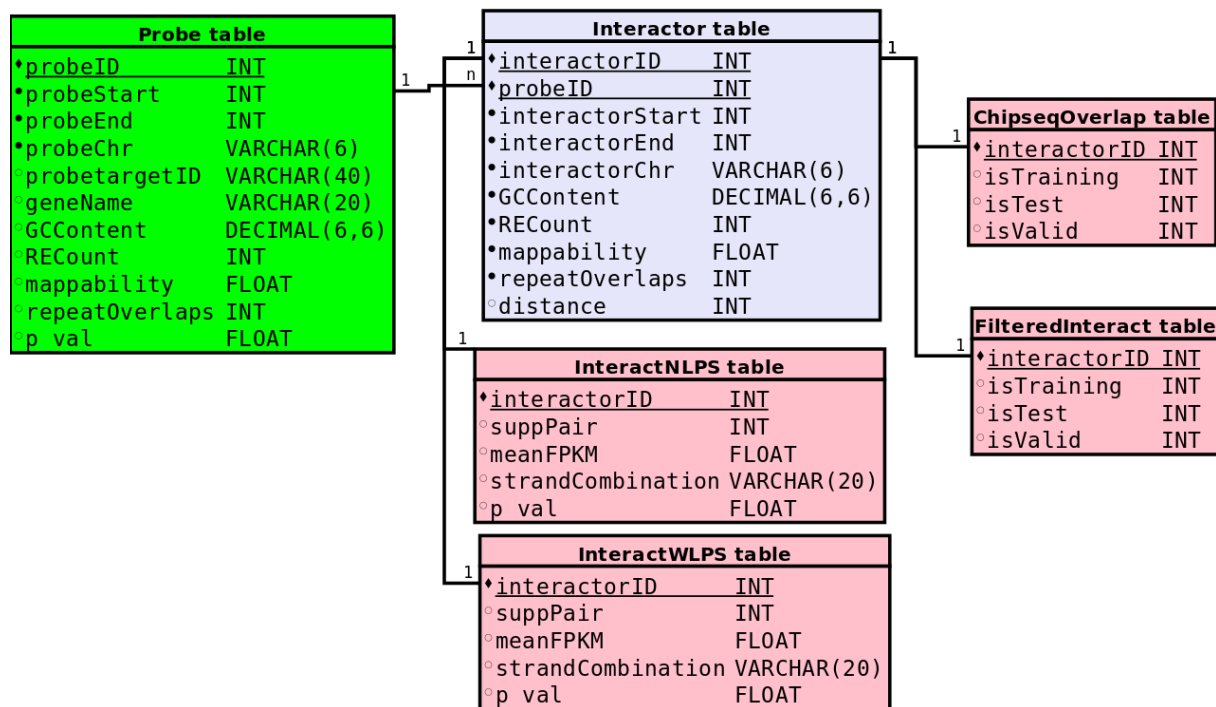 Probe table
probeID INT
probeStart INT
probeEnd INT
probeChr VARCHAR(6)
probetargetID VARCHAR(40)
geneName VARCHAR(20)
GCContent DECIMAL(6,6)
RECount INT
mappability FLOAT
repeatOverlaps INT
p val FLOAT
1
Interactor table
1
n
interactorID INT
probeID INT
interactorStart INT
interactorEnd INT
interactorChr VARCHAR(6)
GCContent DECIMAL(6,6)
RECount INT
mappability FLOAT
repeatOverlaps INT
distance INT
1
1
ChipseqOverlap table
interactorID INT
isTraining INT
isTest INT
isValid INT
1
FilteredInteract table
interactorID INT
isTraining INT
isTest INT
isValid INT
1
InteractNLPS table
interactorID INT
suppPair INT
meanFPKM FLOAT
strandCombination VARCHAR(20)
p val FLOAT
1
InteractWLPS table
interactorID INT
suppPair INT
meanFPKM FLOAT
strandCombination VARCHAR(20)
p val FLOAT